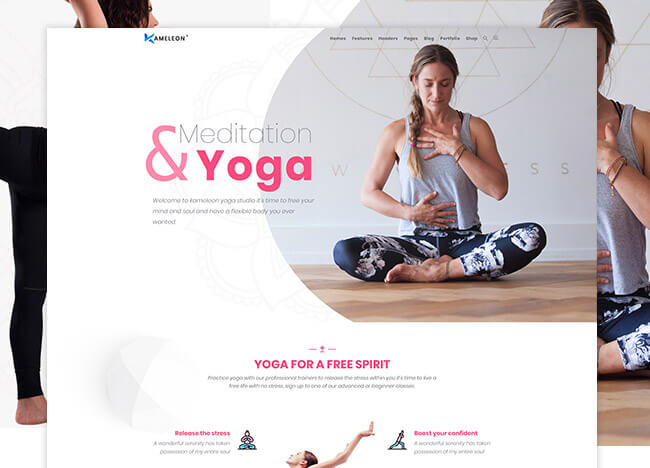 KAMELEON
Homes Features Headers Pages Blog Portfolio Shop
Meditation
& Yoga
Welcome to kameleon yoga studio it's time to free your
mind and soul and have a flexible body you ever
wanted.
YOGA FOR A FREE SPIRIT
Practice yoga with our professional trainers to release the stress within you it's time to live a
free life with no stress, sign up to one of our advanced or beginner classes.
Release the stress
A wonderful serenity has taken
possession of my entire soul
Boost your confident
A wonderful serenity has taken
possession of my entire soul